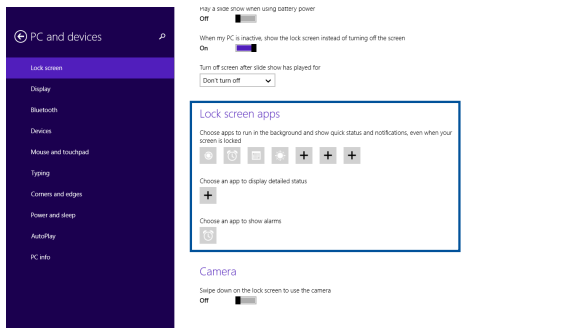 PC and devices
Lock screen
Display
Bluetooth
Devices
Mouse and touchpad
Typing
Corners and edges
Power and sleep
AutoPlay
PC info
Play a slide show when using battery power
Off
When my PC is inactive, show the lock screen instead of turning off the screen
On
Turn off screen after slide show has played for
Don't turn off
Lock screen apps
Choose apps to run in the background and show quick status and notifications, even when your
screen is locked
Choose an app to display detailed status
Choose an app to show alarms
Camera
Swipe down on the lock screen to use the camera
Off